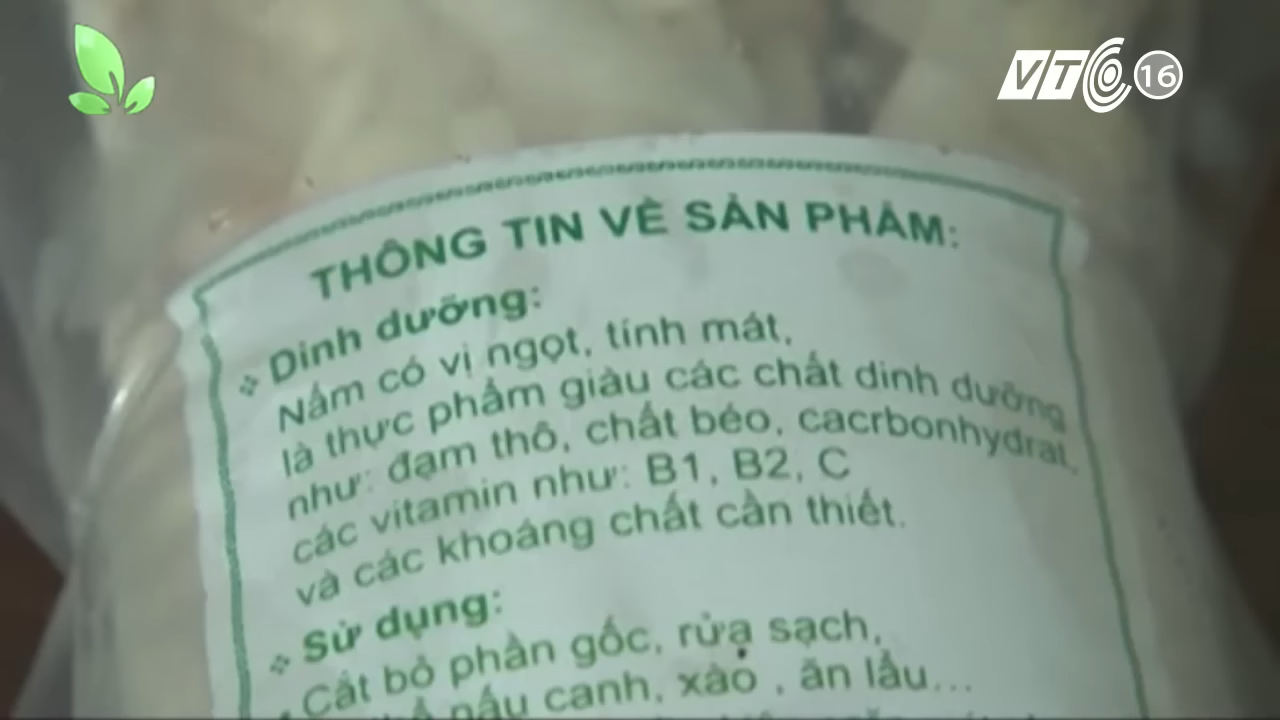 VTC 16
THÔNG TIN VỀ SẢN PHẨM:
Dinh dưỡng:
Nấm có vị ngọt, tính mát,
là thực phẩm giàu các chất dinh dưỡng
như: đạm thô, chất béo, cacrbonhydrat,
các vitamin như: B1, B2, C
và các khoáng chất cần thiết.
Sử dụng:
Cắt bỏ phần gốc, rửa sạch,
nấu canh, xào , ăn lẩu...